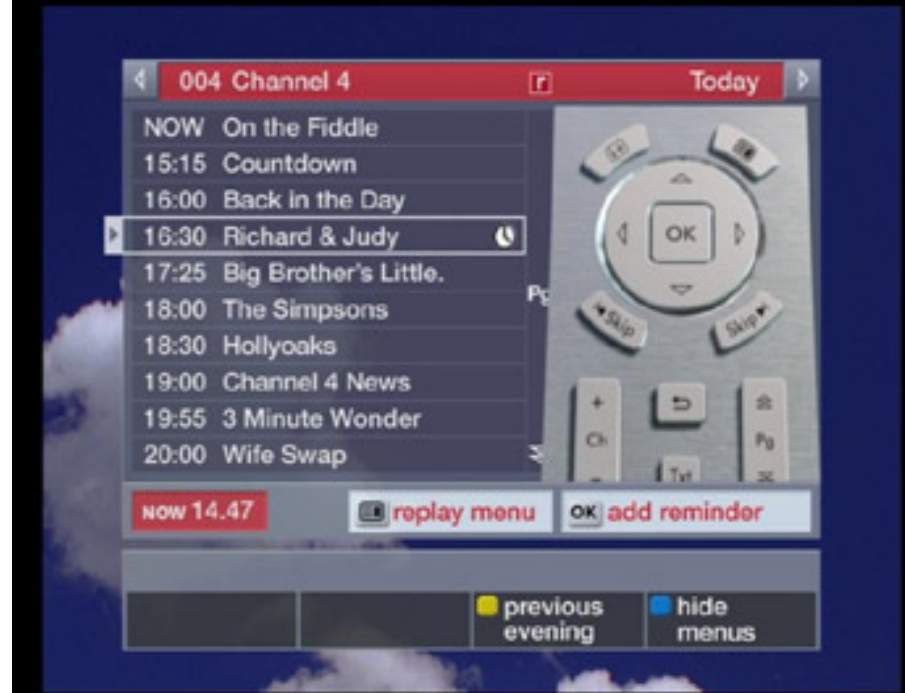 004 Channel 4 r Today
NOW On the Fiddle
15:15 Countdown
16:00 Back in the Day
16:30 Richard & Judy
17:25 Big Brother's Little.
18:00 The Simpsons
18:30 Hollyoaks
19:00 Channel 4 News
19:55 3 Minute Wonder
20:00 Wife Swap
Pg
OK
Skip Skip
+
Ch
Pg
Txt
NOW 14.47 replay menu OK add reminder
previous evening
hide menus